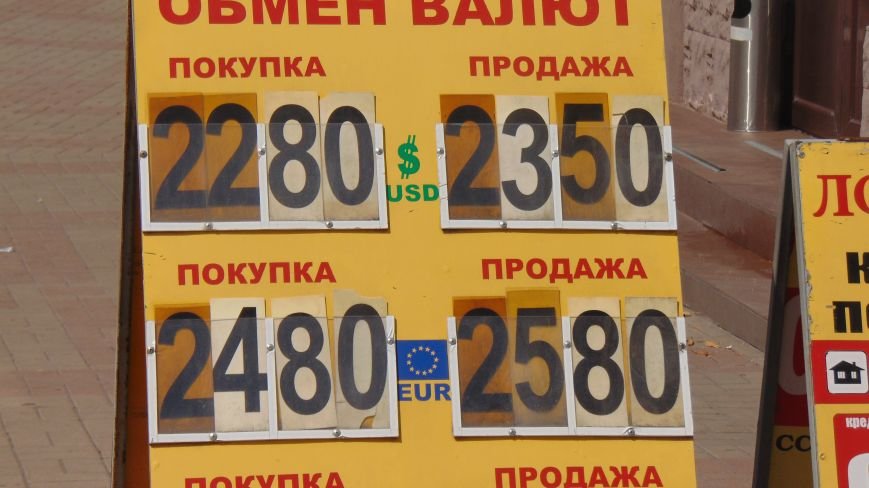 ОБМЕН ВАЛЮТ
ПОКУПКА ПРОДАЖА
2280 $ USD 2350
ПОКУПКА ПРОДАЖА
2480 EUR 2580
ПОКУПКА ПРОДАЖА